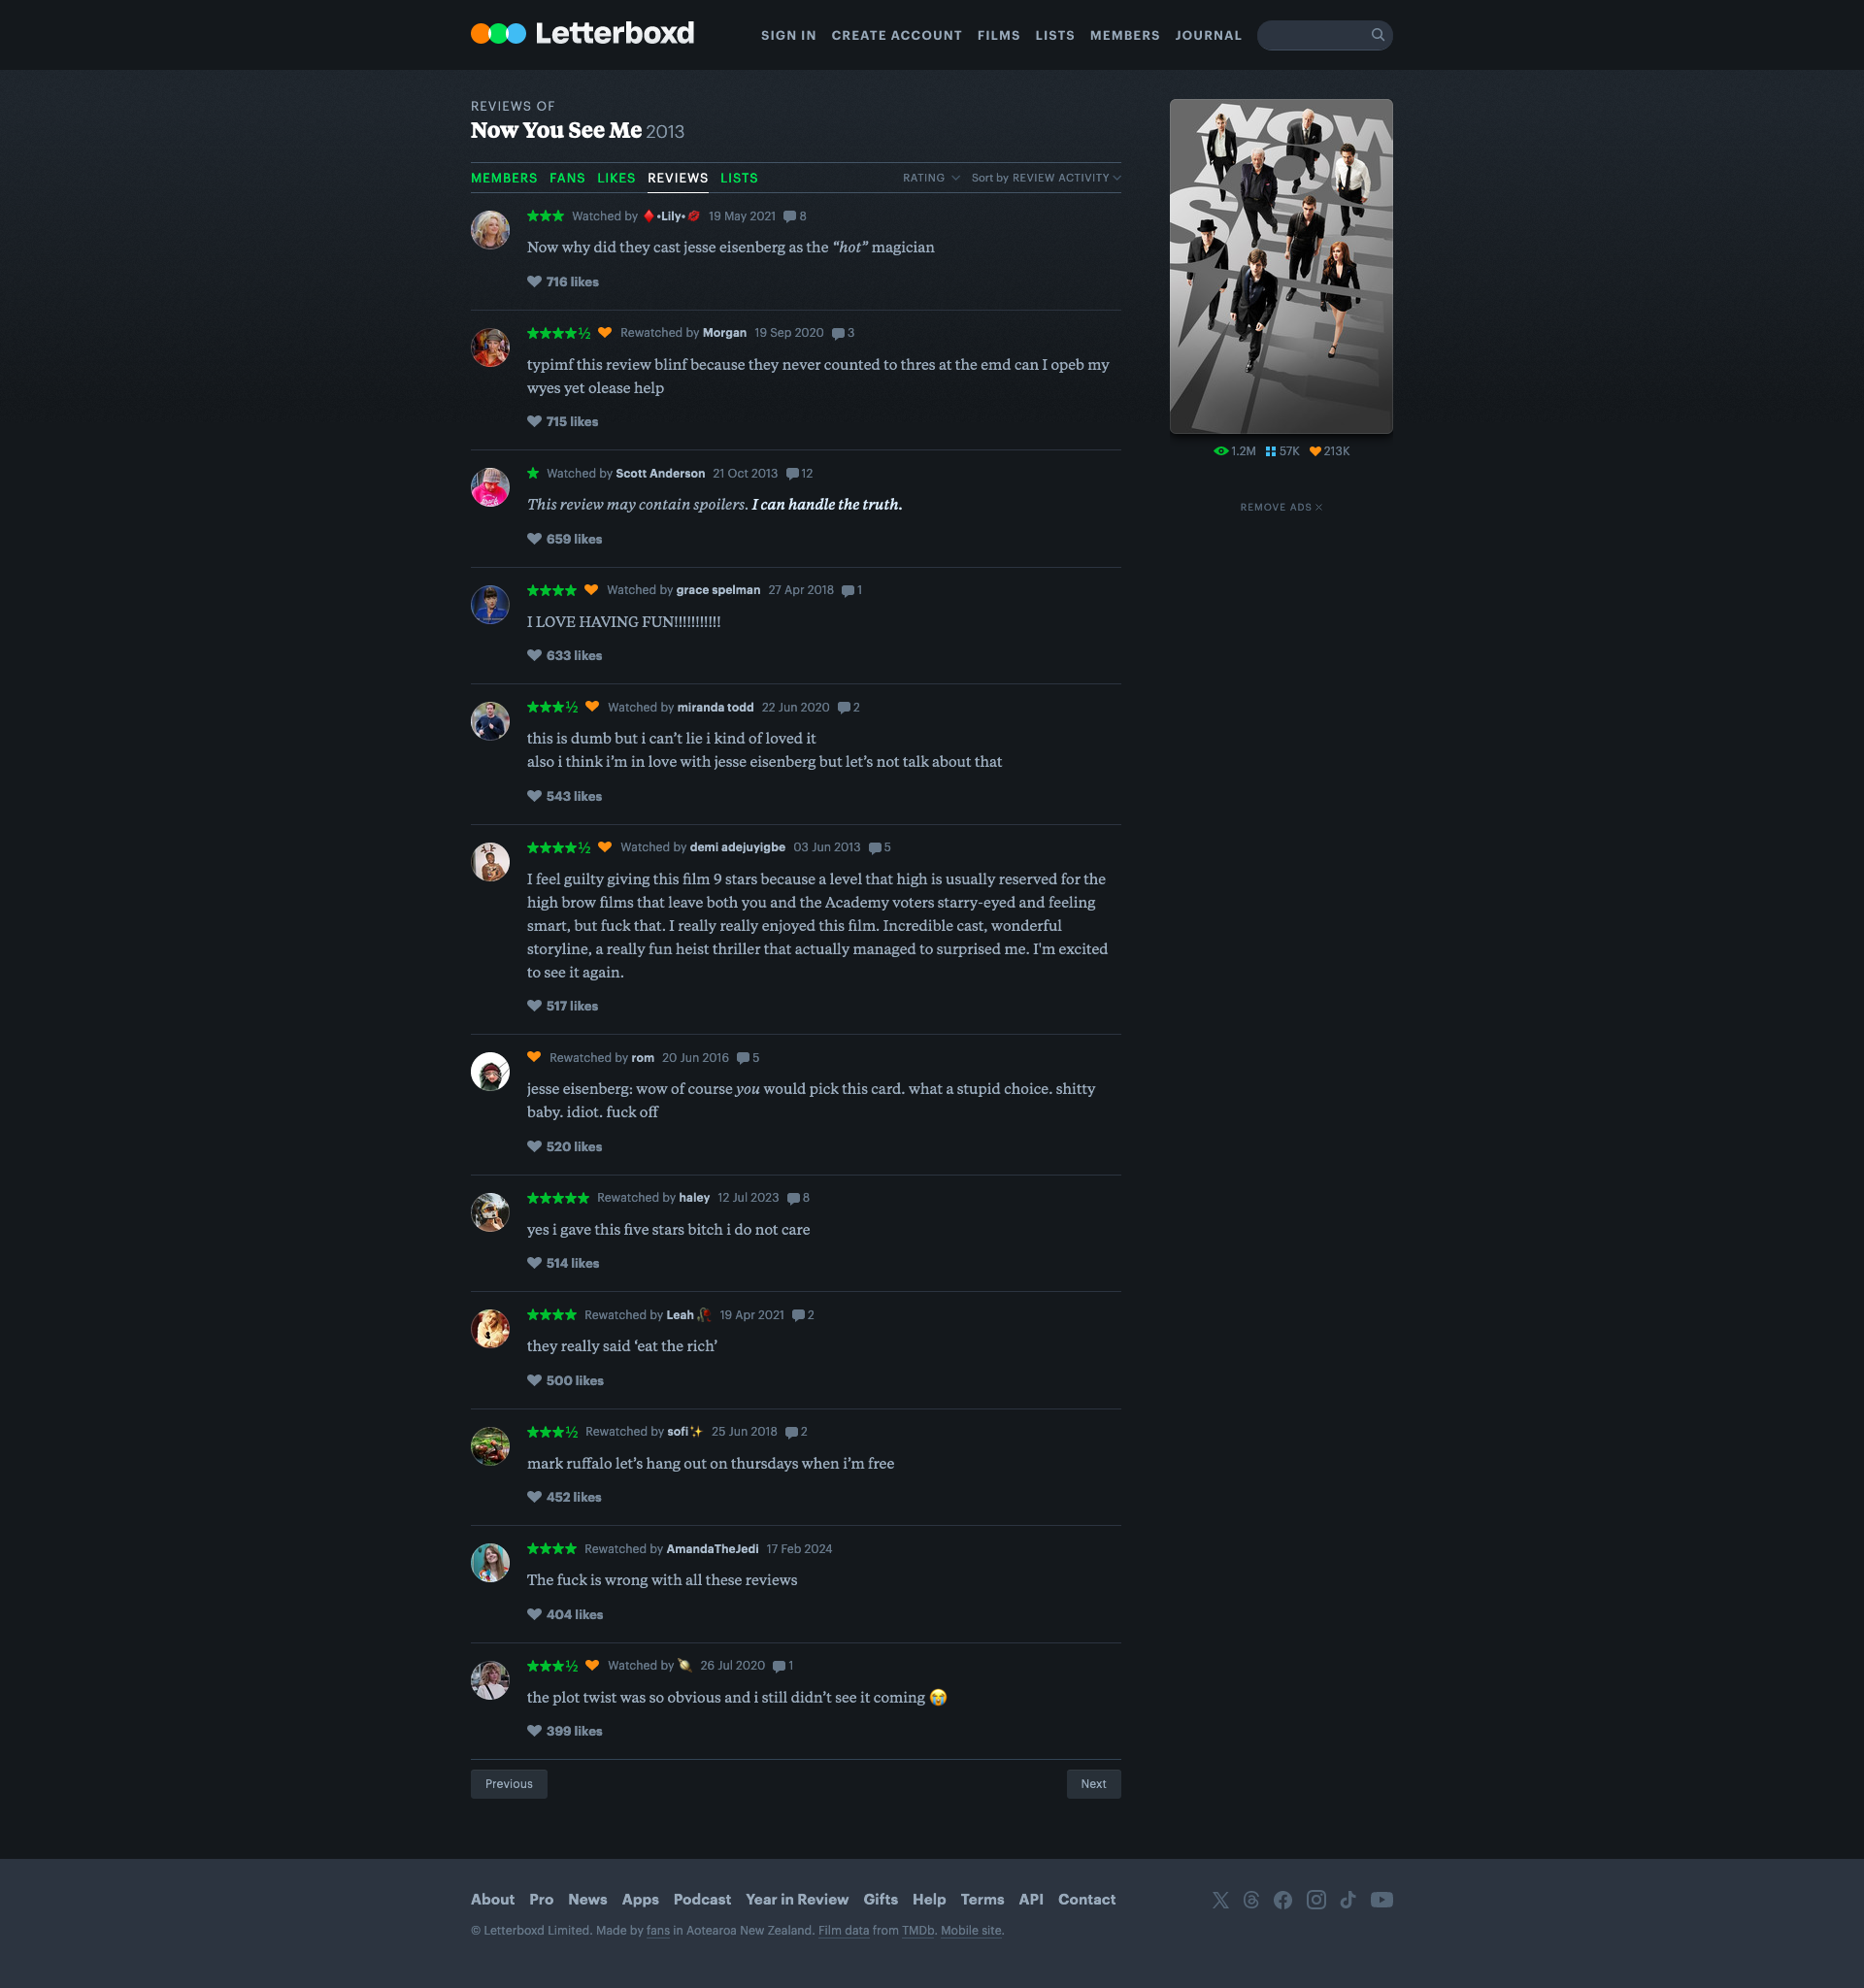 Letterboxd
SIGN IN CREATE ACCOUNT FILMS LISTS MEMBERS JOURNAL
REVIEWS OF
Now You See Me 2013
MEMBERS FANS LIKES REVIEWS LISTS RATING Sort by REVIEW ACTIVITY
★★★ Watched by ♦️•Lily•💋 19 May 2021 8
Now why did they cast jesse eisenberg as the “hot” magician
716 likes
★★★★½ Rewatched by Morgan 19 Sep 2020 3
typimf this review blinf because they never counted to thres at the emd can I opeb my
wyes yet olease help
715 likes
★ Watched by Scott Anderson 21 Oct 2013 12
This review may contain spoilers. I can handle the truth.
659 likes
★★★★ Watched by grace spelman 27 Apr 2018 1
I LOVE HAVING FUN!!!!!!!!!!!
633 likes
★★★½ Watched by miranda todd 22 Jun 2020 2
this is dumb but i can’t lie i kind of loved it
also i think i’m in love with jesse eisenberg but let’s not talk about that
543 likes
★★★★½ Watched by demi adejuyigbe 03 Jun 2013 5
I feel guilty giving this film 9 stars because a level that high is usually reserved for the
high brow films that leave both you and the Academy voters starry-eyed and feeling
smart, but fuck that. I really really enjoyed this film. Incredible cast, wonderful
storyline, a really fun heist thriller that actually managed to surprised me. I'm excited
to see it again.
517 likes
Rewatched by rom 20 Jun 2016 5
jesse eisenberg: wow of course you would pick this card. what a stupid choice. shitty
baby. idiot. fuck off
520 likes
★★★★★ Rewatched by haley 12 Jul 2023 8
yes i gave this five stars bitch i do not care
514 likes
★★★★ Rewatched by Leah🥀 19 Apr 2021 2
they really said ‘eat the rich’
500 likes
★★★½ Rewatched by sofi✨ 25 Jun 2018 2
mark ruffalo let’s hang out on thursdays when i’m free
452 likes
★★★★ Rewatched by AmandaTheJedi 17 Feb 2024
The fuck is wrong with all these reviews
404 likes
★★★½ Watched by 26 Jul 2020 1
the plot twist was so obvious and i still didn’t see it coming 😭
399 likes
Previous Next
NOW
YOU
SEE
ME
1.2M 57K 213K
REMOVE ADS
About Pro News Apps Podcast Year in Review Gifts Help Terms API Contact
© Letterboxd Limited. Made by fans in Aotearoa New Zealand. Film data from TMDb. Mobile site.